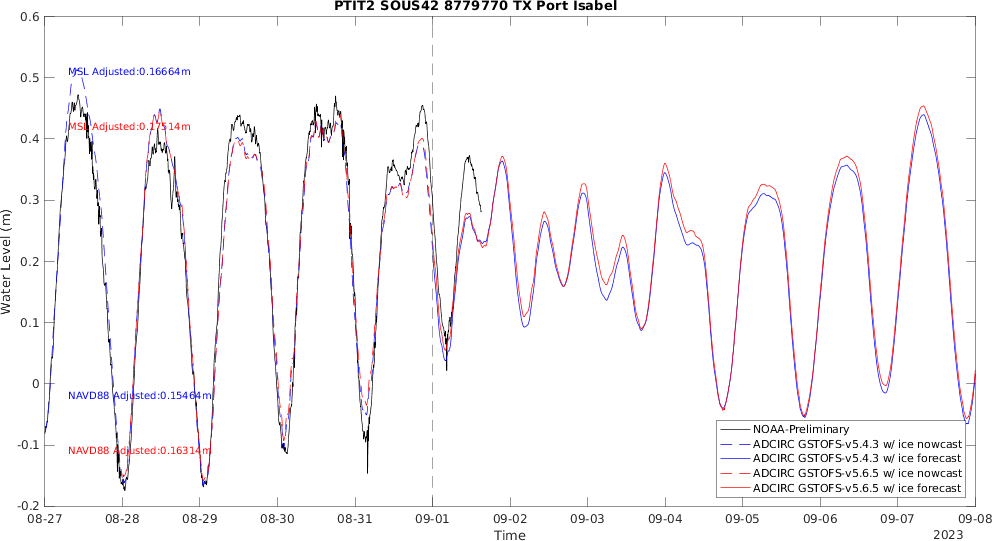 PTIT2 SOUS42 8779770 TX Port Isabel
Water Level (m)
0.6
0.5
0.4
0.3
0.2
0.1
0
-0.1
-0.2
MSL Adjusted:0.16664m
MSL Adjusted:0.17514m
NAVD88 Adjusted:0.15464m
NAVD88 Adjusted:0.16314m
NOAA-Preliminary
ADCIRC GSTOFS-v5.4.3 w/ ice nowcast
ADCIRC GSTOFS-v5.4.3 w/ ice forecast
ADCIRC GSTOFS-v5.6.5 w/ ice nowcast
ADCIRC GSTOFS-v5.6.5 w/ ice forecast
08-27 08-28 08-29 08-30 08-31 09-01 09-02 09-03 09-04 09-05 09-06 09-07 09-08
Time
2023